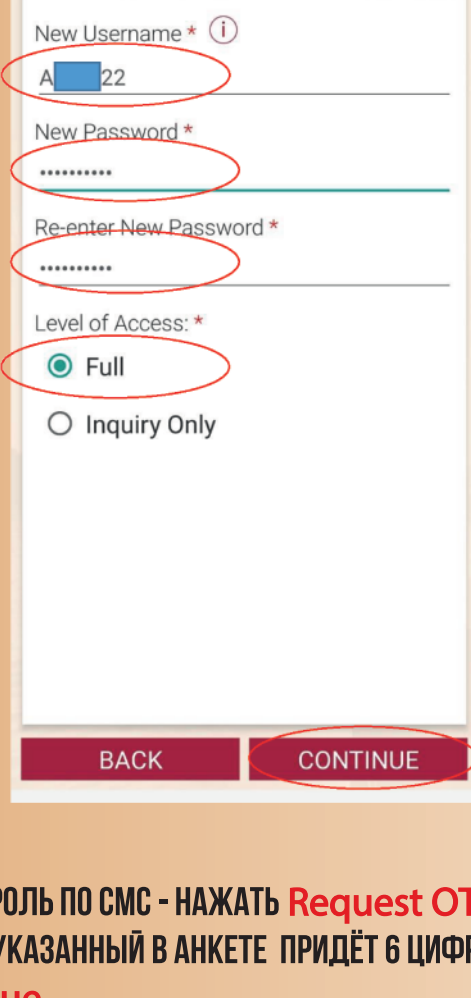 New Username * i
A 22
New Password *
••••••••••
Re-enter New Password *
••••••••••
Level of Access: *
Full
Inquiry Only
BACK CONTINUE
РОЛЬ ПО СМС - НАЖАТЬ Request OT
УКАЗАННЫЙ В АНКЕТЕ ПРИДЁТ 6 ЦИФР